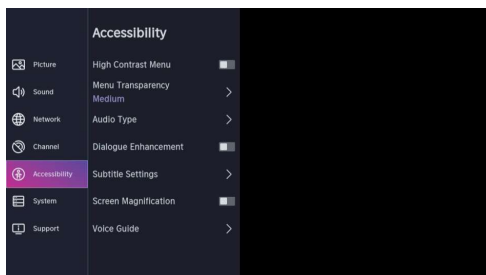 Accessibility
Picture
Sound
Network
Channel
Accessibility
System
Support
High Contrast Menu
Menu Transparency
Medium
Audio Type
Dialogue Enhancement
Subtitle Settings
Screen Magnification
Voice Guide